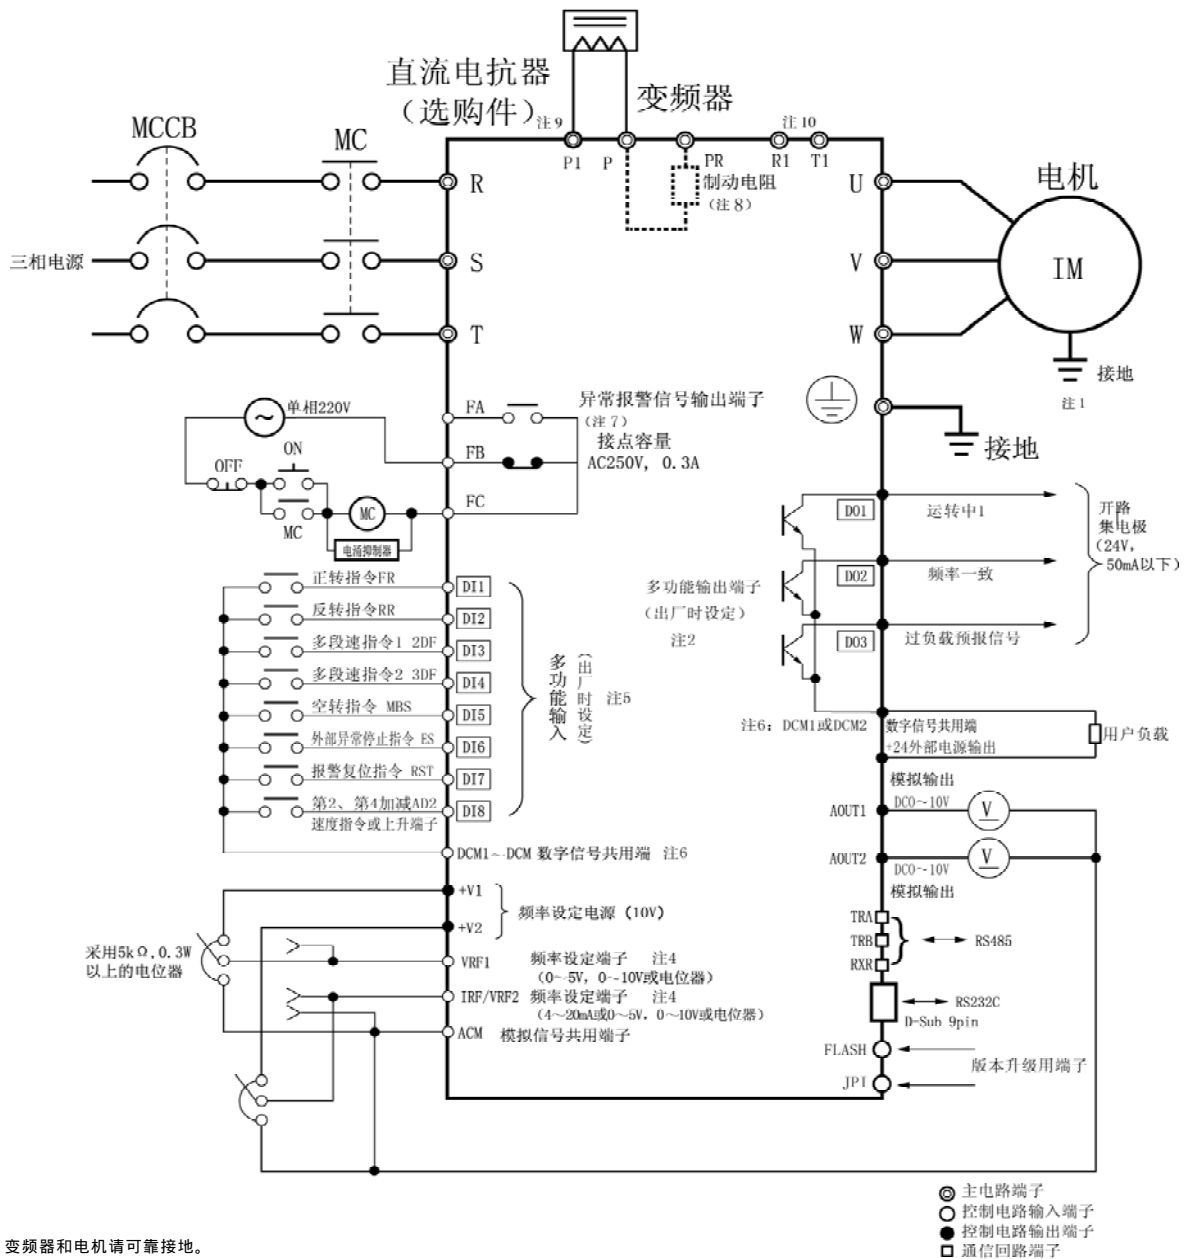 直流电抗器
(选购件)
注9
变频器
注10
MCCB
MC
P1
P
PR
R1
T1
制动电阻
(注8)
R
S
T
三相电源
U
V
W
电机
IM
接地
注1
接地
单相220V
ON
OFF
MC
MC
电涌抑制器
FA
FB
FC
异常报警信号输出端子
(注7)
接点容量
AC250V, 0.3A
正转指令FR
DI1
反转指令RR
DI2
多段速指令1 2DF
DI3
多段速指令2 3DF
DI4
空转指令 MBS
DI5
外部异常停止指令 ES
DI6
报警复位指令 RST
DI7
第2、第4加减AD2
速度指令或上升端子
DI8
多功能输入
(出厂时设定)
注5
DCM1~DCM 数字信号共用端 注6
DO1
运转中1
DO2
频率一致
DO3
过负载预报信号
多功能输出端子
(出厂时设定)
注2
开路
集电极
(24V,
50mA以下)
注6: DCM1或DCM2
数字信号共用端
+24外部电源输出
用户负载
模拟输出
AOUT1
DC0~10V
V
AOUT2
DC0~10V
V
模拟输出
+V1
+V2
频率设定电源(10V)
采用5kΩ,0.3W
以上的电位器
VRF1
频率设定端子 注4
(0~5V, 0~10V或电位器)
IRF/VRF2 频率设定端子 注4
(4~20mA或0~5V, 0~10V或电位器)
ACM 模拟信号共用端子
TRA
TRB
RXR
RS485
RS232C
D-Sub 9pin
FLASH
JP1
版本升级用端子
主电路端子
控制电路输入端子
控制电路输出端子
通信回路端子
变频器和电机请可靠接地。